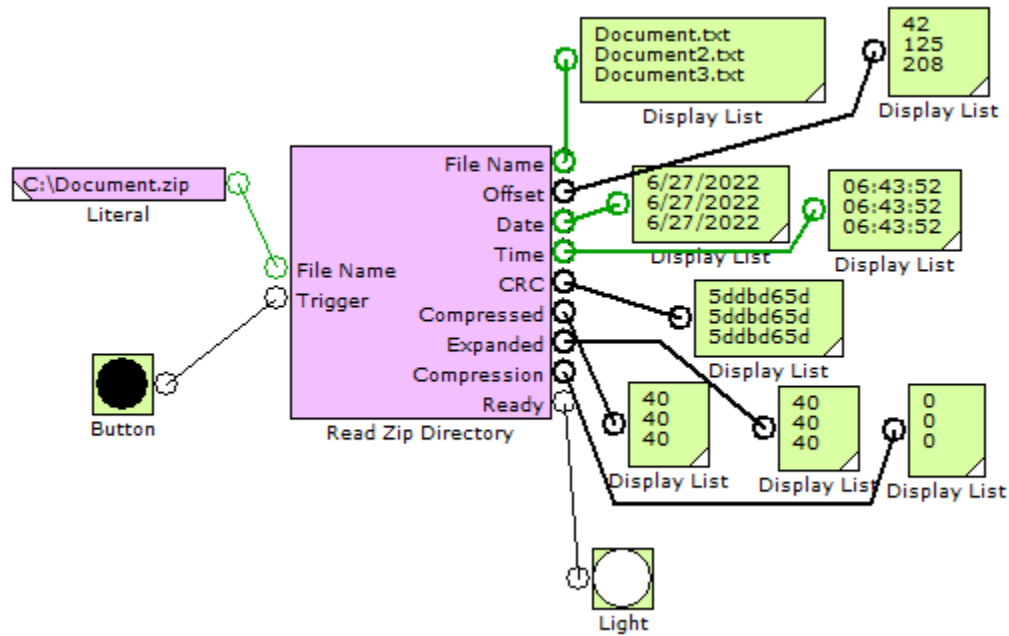 Document.txt
Document2.txt
Document3.txt
Display List
42
125
208
Display List
C:\Document.zip
Literal
File Name
Trigger
Button
File Name
Offset
Date
Time
CRC
Compressed
Expanded
Compression
Ready
Read Zip Directory
6/27/2022
6/27/2022
6/27/2022
Display List
06:43:52
06:43:52
06:43:52
Display List
5ddbd65d
5ddbd65d
5ddbd65d
Display List
40
40
40
Display List
40
40
40
Display List
0
0
0
Display List
Light